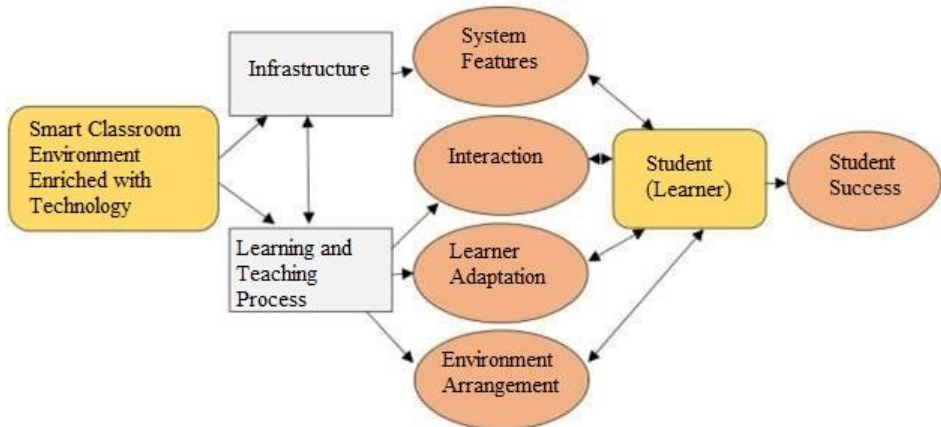 System
Features
Infrastructure
Smart Classroom
Environment
Enriched with
Technology
Interaction
Student
(Learner)
Student
Success
Learning and
Teaching
Process
Learner
Adaptation
Environment
Arrangement